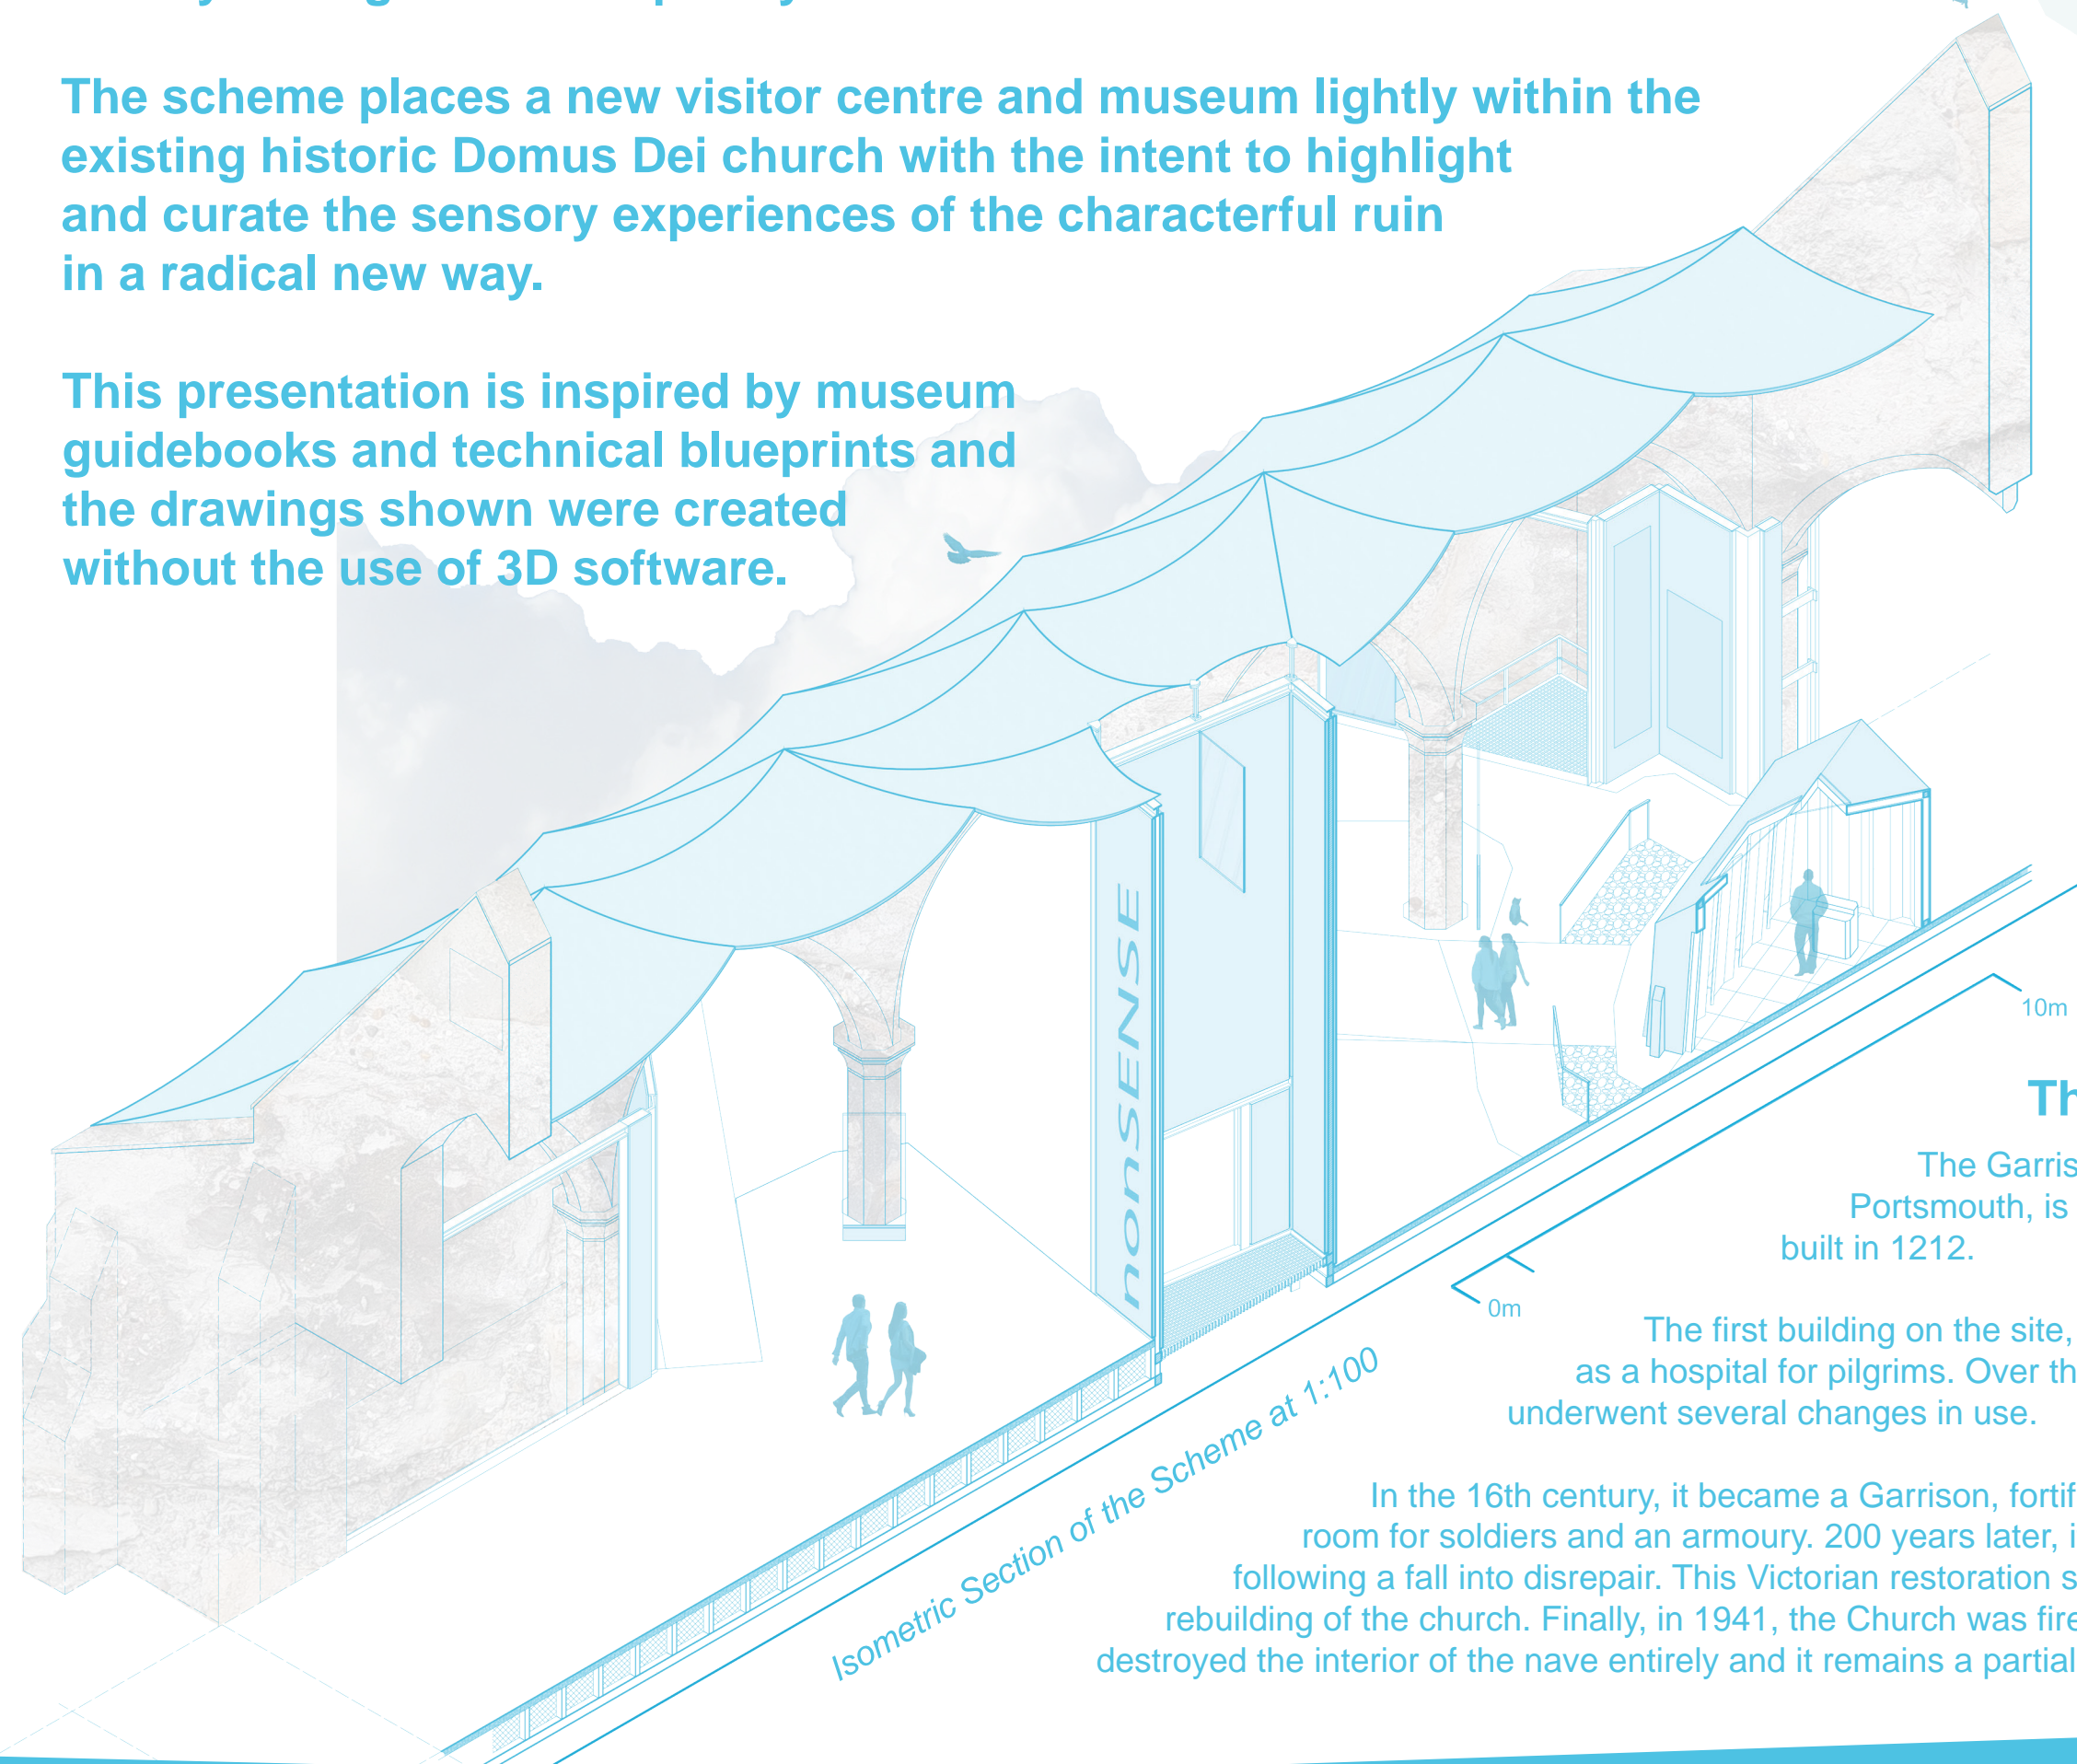 The scheme places a new visitor centre and museum lightly within the
existing historic Domus Dei church with the intent to highlight
and curate the sensory experiences of the characterful ruin
in a radical new way.
This presentation is inspired by museum
guidebooks and technical blueprints and
the drawings shown were created
without the use of 3D software.
nonSENSE
10m
0m
Isometric Section of the Scheme at 1:100
The Garris
Portsmouth, is
built in 1212.
The first building on the site,
as a hospital for pilgrims. Over th
underwent several changes in use.
In the 16th century, it became a Garrison, fortif
room for soldiers and an armoury. 200 years later, i
following a fall into disrepair. This Victorian restoration s
rebuilding of the church. Finally, in 1941, the Church was fire
destroyed the interior of the nave entirely and it remains a partial